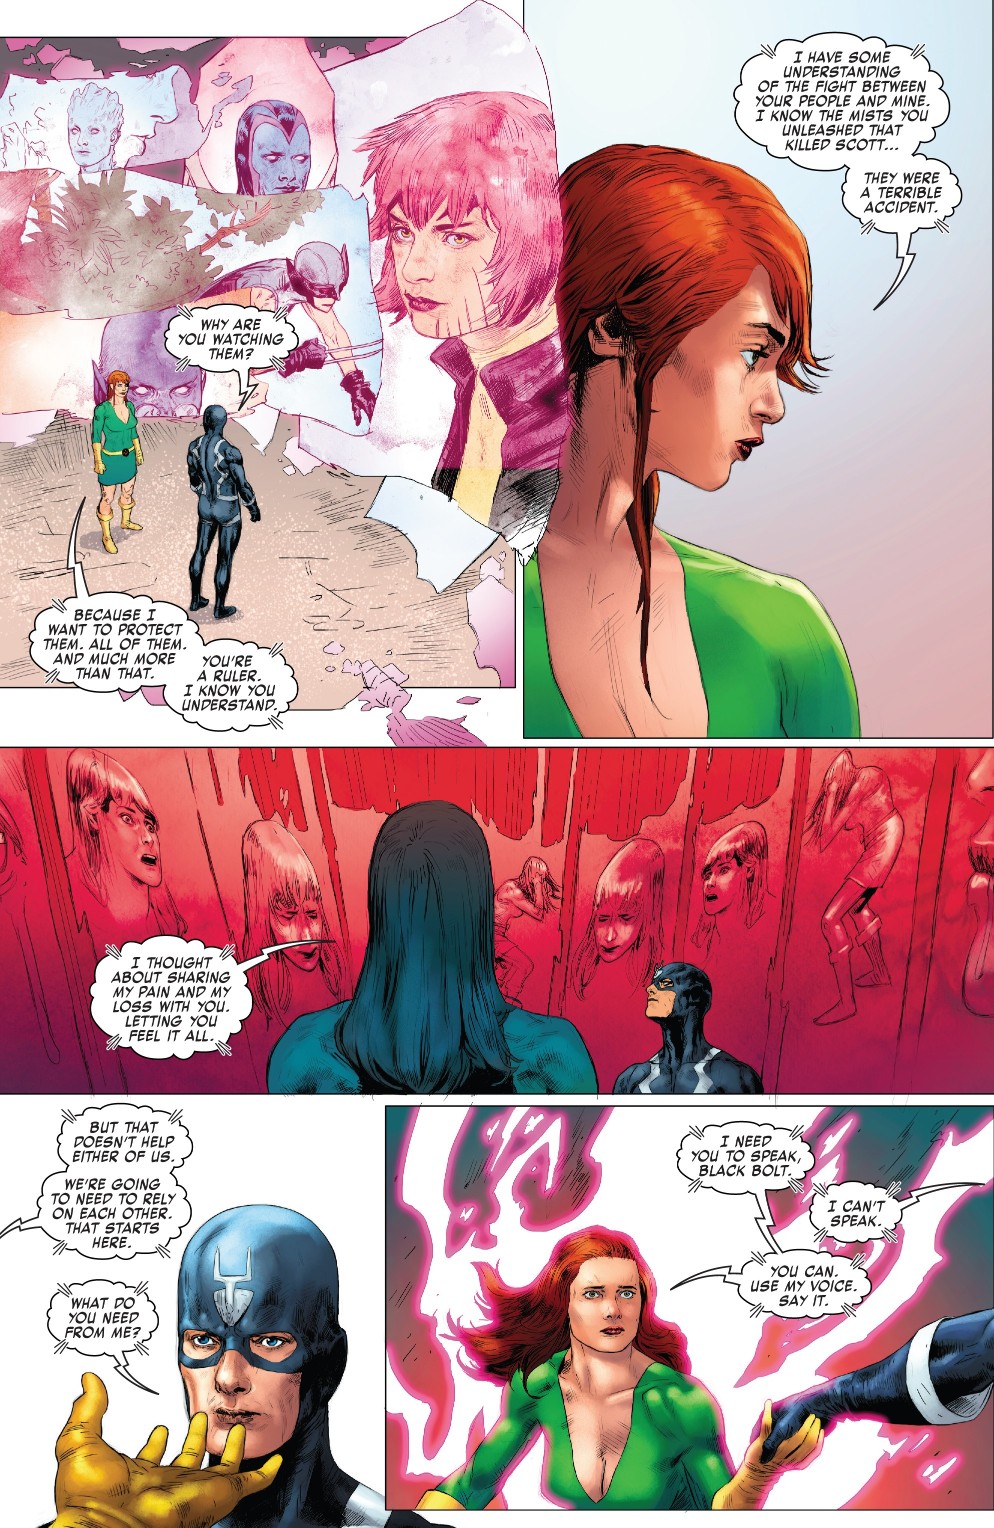 WHY ARE
YOU WATCHING
THEM?
BECAUSE I
WANT TO PROTECT
THEM. ALL OF THEM.
AND MUCH MORE
THAN THAT.
YOU'RE
A RULER.
I KNOW YOU
UNDERSTAND.
I HAVE SOME
UNDERSTANDING
OF THE FIGHT BETWEEN
YOUR PEOPLE AND MINE.
I KNOW THE MISTS YOU
UNLEASHED THAT
KILLED SCOTT...
THEY WERE
A TERRIBLE
ACCIDENT.
I THOUGHT
ABOUT SHARING
MY PAIN AND MY
LOSS WITH YOU.
LETTING YOU
FEEL IT ALL.
BUT THAT
DOESN'T HELP
EITHER OF US.
WE'RE GOING
TO NEED TO RELY
ON EACH OTHER.
THAT STARTS
HERE.
WHAT DO
YOU NEED
FROM ME?
I NEED
YOU TO SPEAK,
BLACK BOLT.
I CAN'T
SPEAK.
YOU CAN.
USE MY VOICE.
SAY IT.